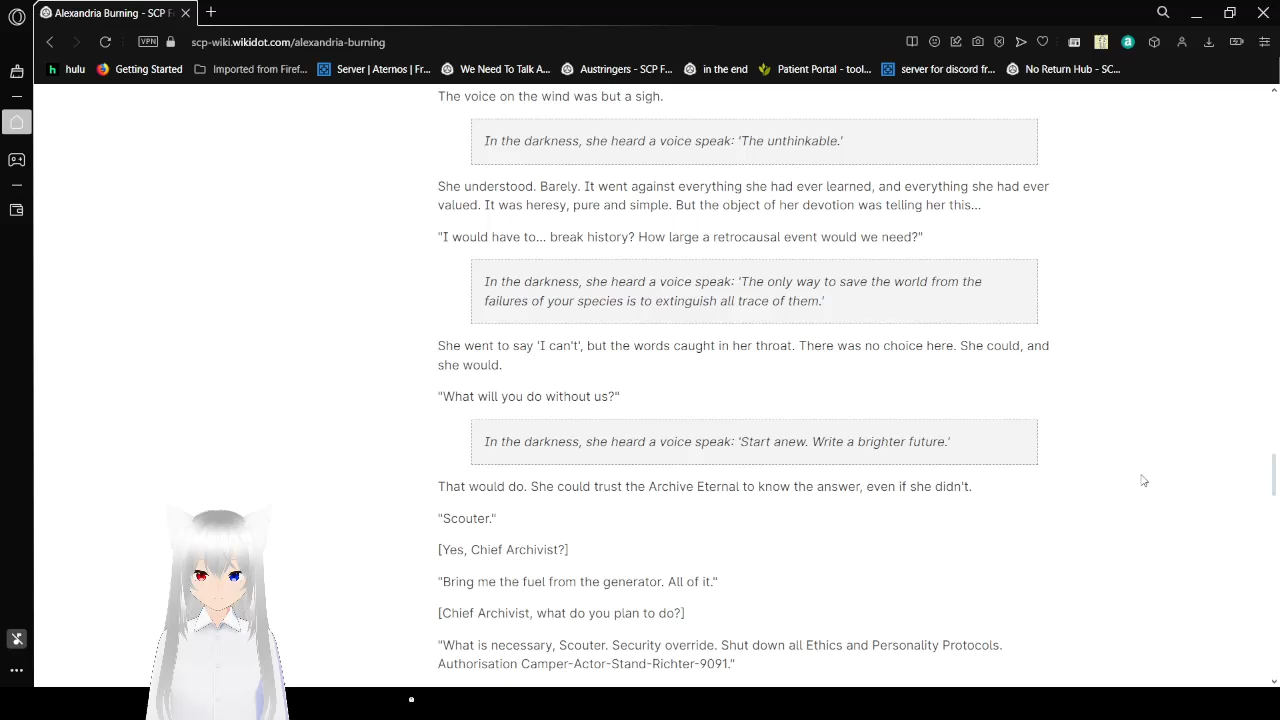 Alexandria Burning - SCP F
VPN
scp-wiki.wikidot.com/alexandria-burning
hulu
Getting Started
Imported from Firef...
Server | Aternos | Fr...
We Need To Talk A...
Austringers - SCP F...
in the end
Patient Portal - tool...
server for discord fr...
No Return Hub - SC...
The voice on the wind was but a sigh.
In the darkness, she heard a voice speak: 'The unthinkable.'
She understood. Barely. It went against everything she had ever learned, and everything she had ever
valued. It was heresy, pure and simple. But the object of her devotion was telling her this...
"I would have to... break history? How large a retrocausal event would we need?"
In the darkness, she heard a voice speak: 'The only way to save the world from the
failures of your species is to extinguish all trace of them.'
She went to say 'I can't', but the words caught in her throat. There was no choice here. She could, and
she would.
"What will you do without us?"
In the darkness, she heard a voice speak: 'Start anew. Write a brighter future.'
That would do. She could trust the Archive Eternal to know the answer, even if she didn't.
"Scouter."
[Yes, Chief Archivist?]
"Bring me the fuel from the generator. All of it."
[Chief Archivist, what do you plan to do?]
"What is necessary, Scouter. Security override. Shut down all Ethics and Personality Protocols.
Authorisation Camper-Actor-Stand-Richter-9091."